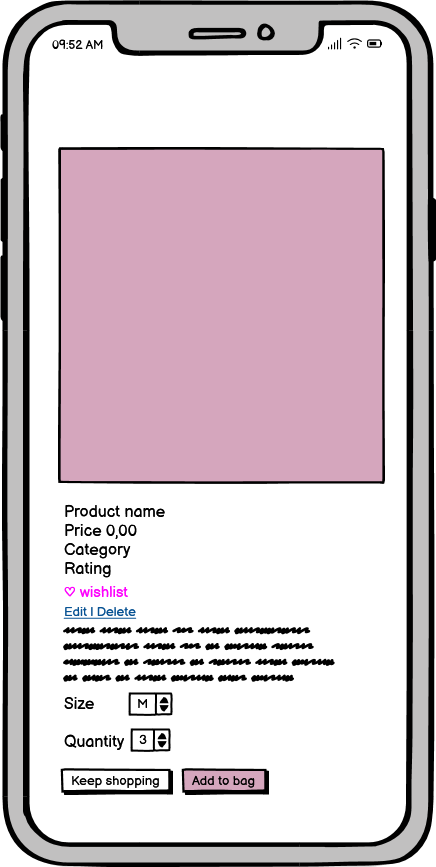 09:52 AM
Product name
Price 0,00
Category
Rating
♡ wishlist
Edit | Delete
Size M
Quantity 3
Keep shopping Add to bag